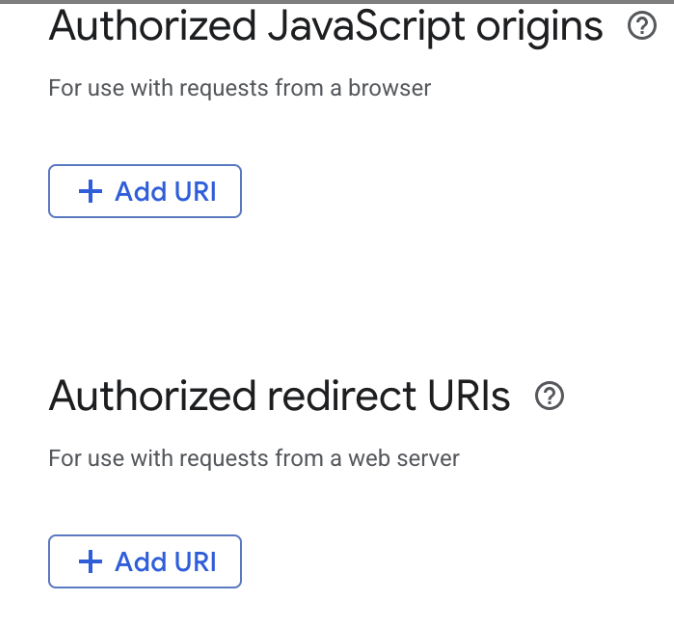 Authorized JavaScript origins
For use with requests from a browser
+ Add URI
Authorized redirect URIs
For use with requests from a web server
+ Add URI